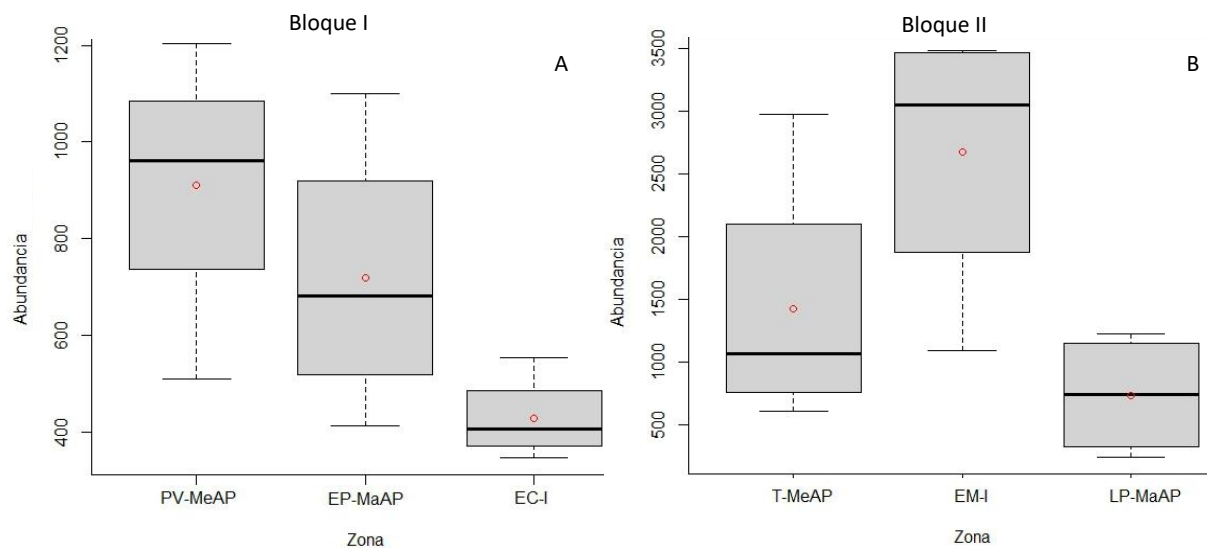 Bloque I
A
1200
1000
800
600
400
Abundancia
PV-MeAP EP-MaAP EC-I
Zona
Bloque II
B
3500
3000
2500
2000
1500
1000
500
Abundancia
T-MeAP EM-I LP-MaAP
Zona